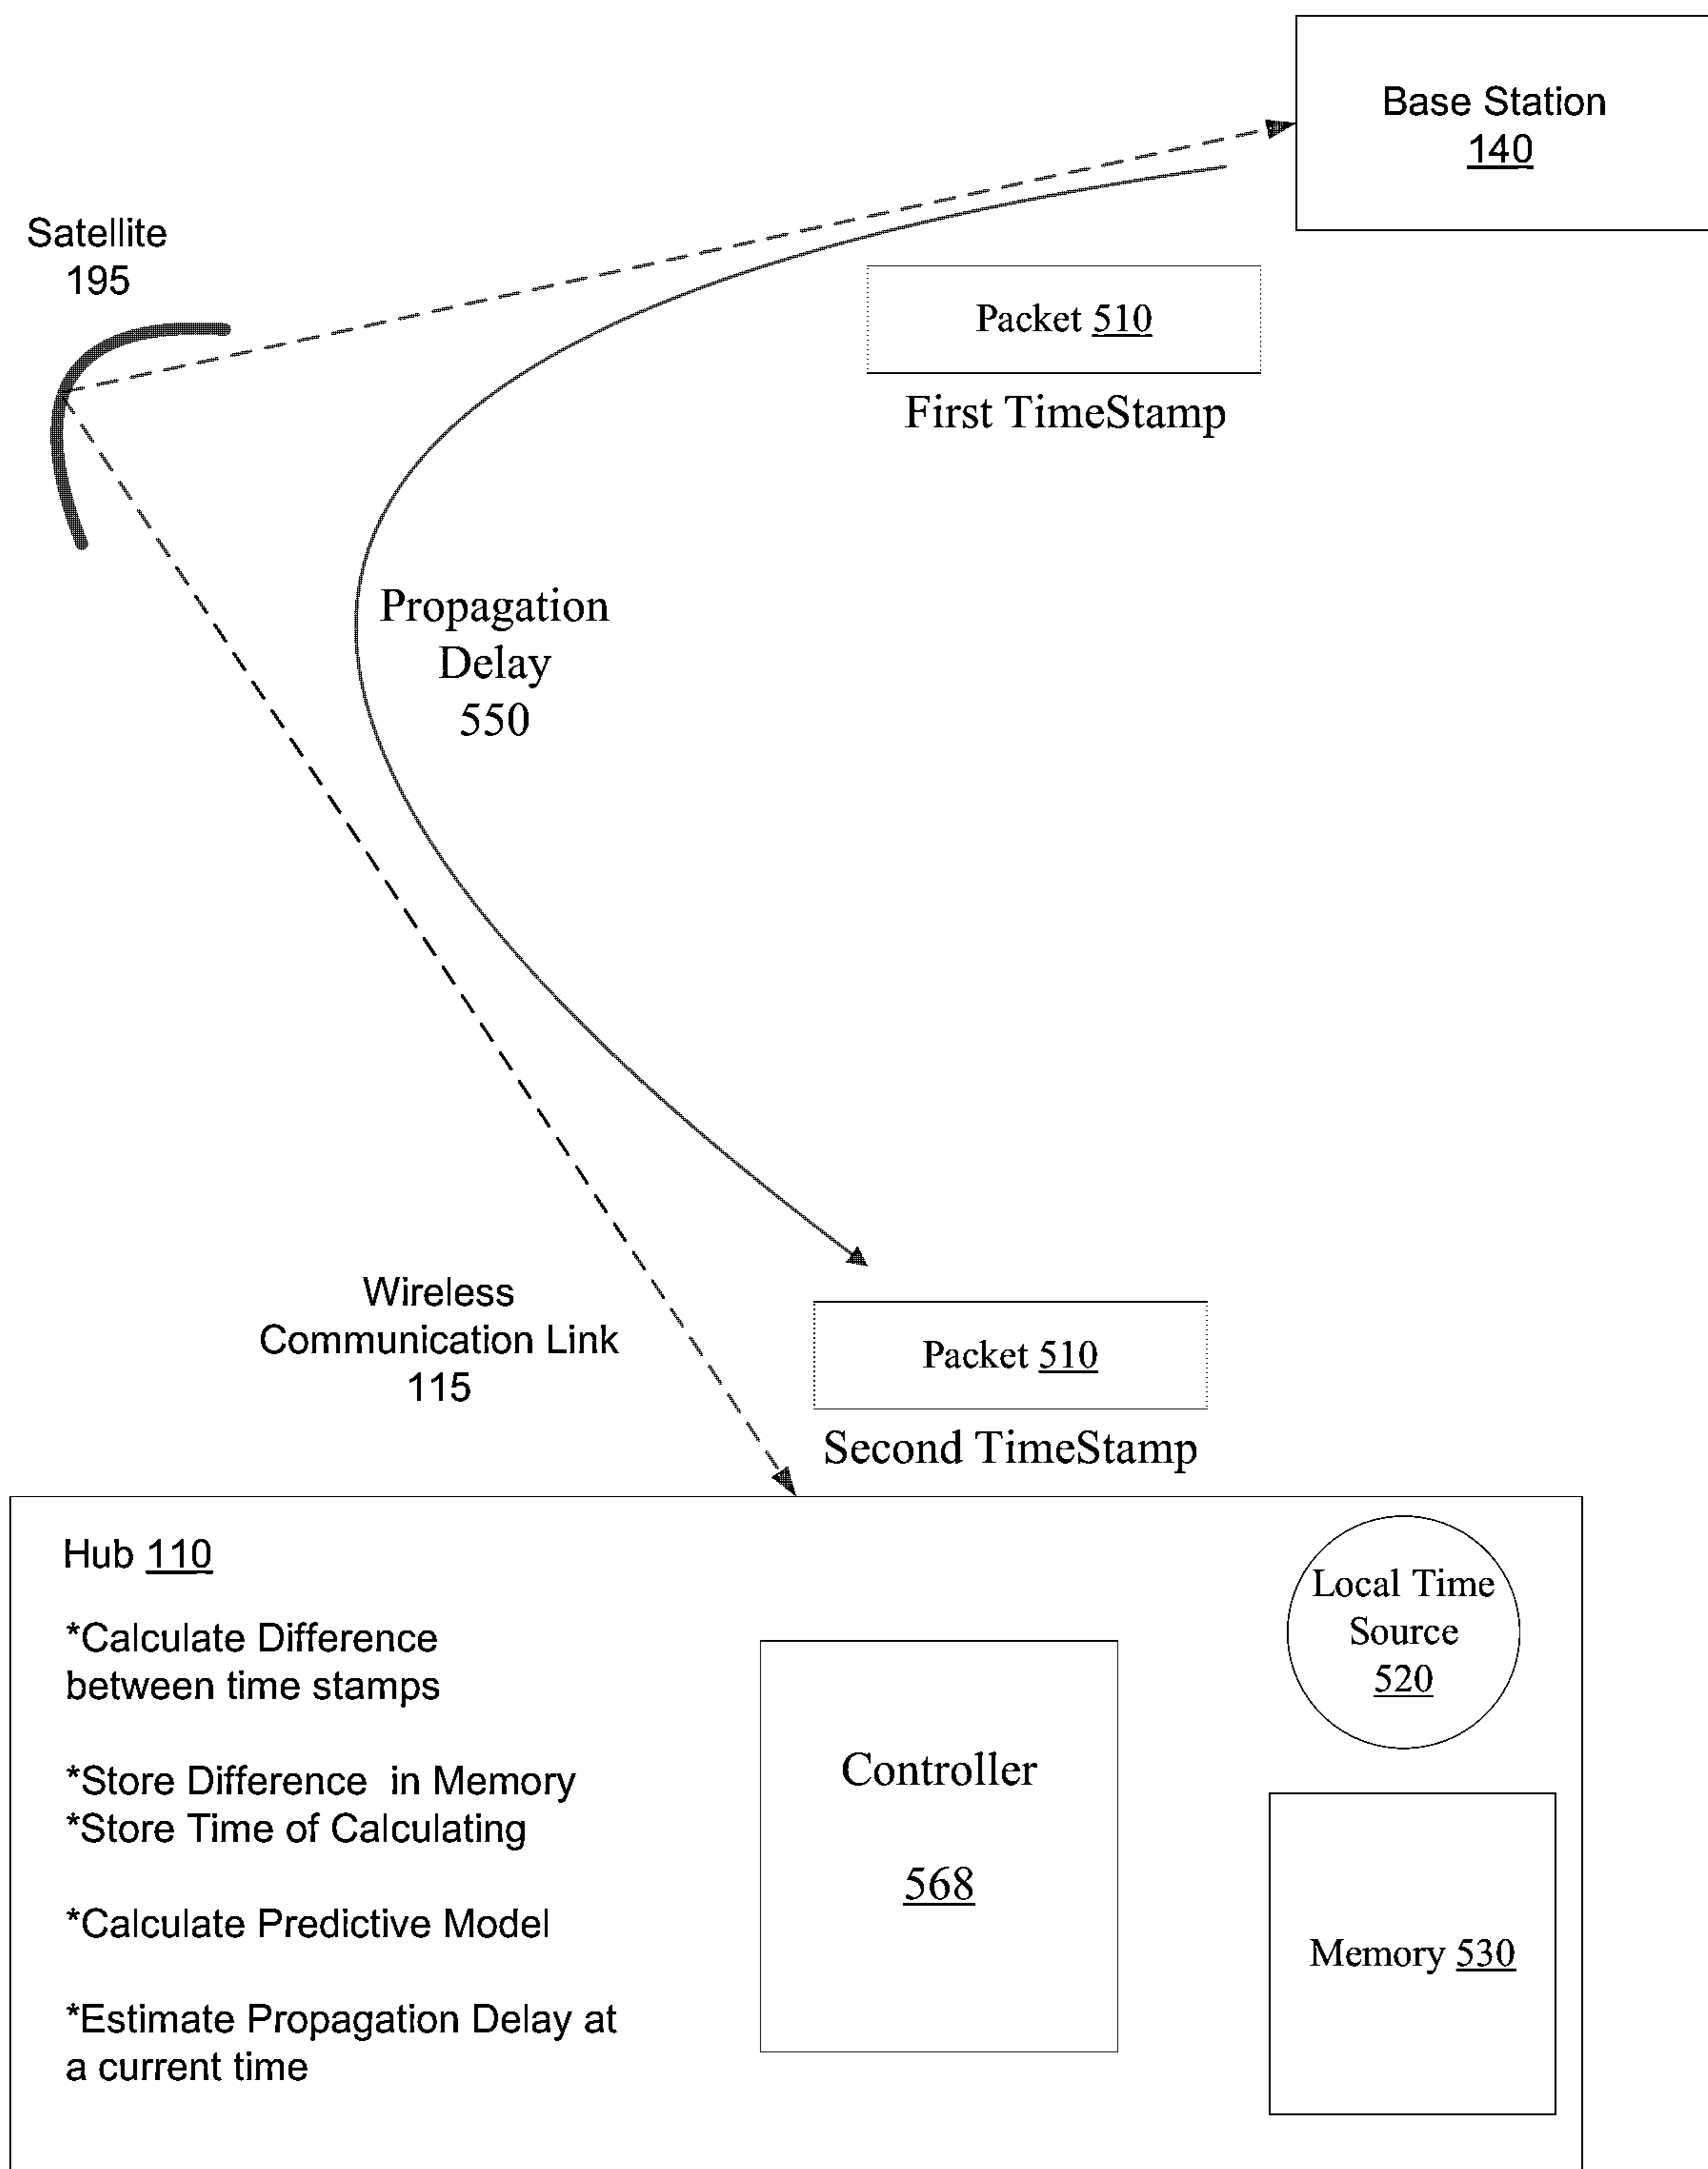 Base Station
140
Satellite
195
Packet 510
First TimeStamp
Propagation
Delay
550
Wireless
Communication Link
115
Packet 510
Second TimeStamp
Hub 110
*Calculate Difference
between time stamps
*Store Difference in Memory
*Store Time of Calculating
*Calculate Predictive Model
*Estimate Propagation Delay at
a current time
Controller
568
Local Time
Source
520
Memory 530